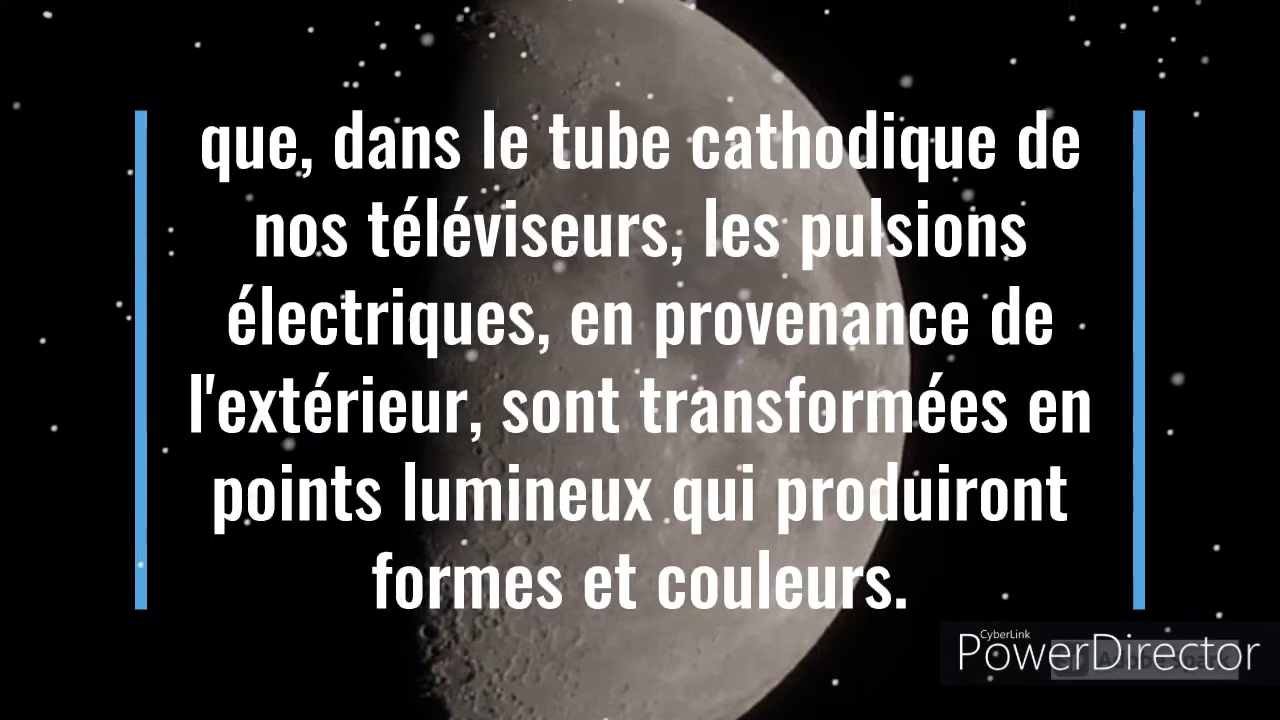 que, dans le tube cathodique de
nos téléviseurs, les pulsions
électriques, en provenance de
l'extérieur, sont transformées en
points lumineux qui produiront
formes et couleurs.
CyberLink
PowerDirector